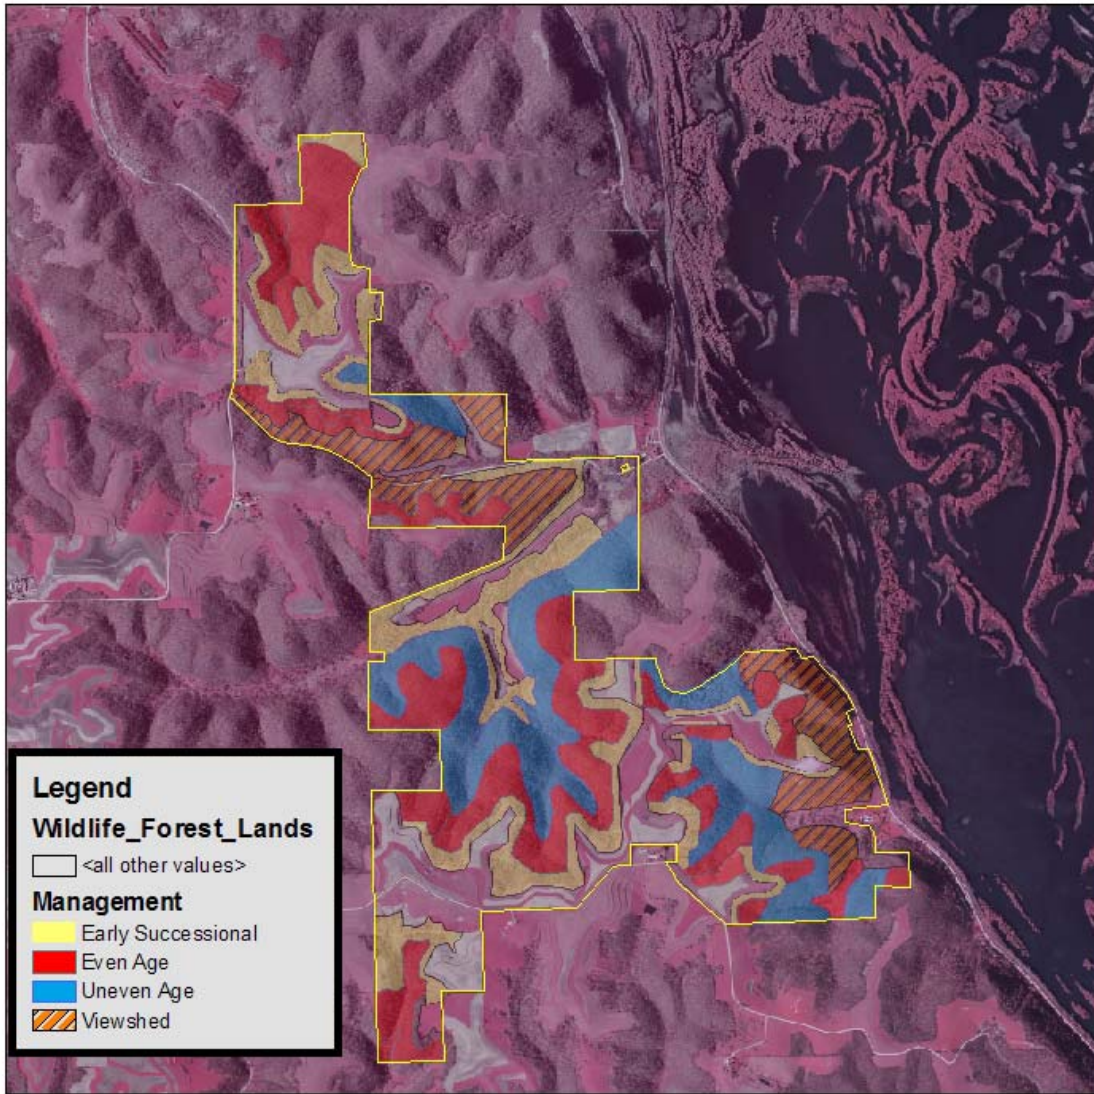 Legend
Wildlife_Forest_Lands
<all other values>
Management
Early Successional
Even Age
Uneven Age
Viewshed